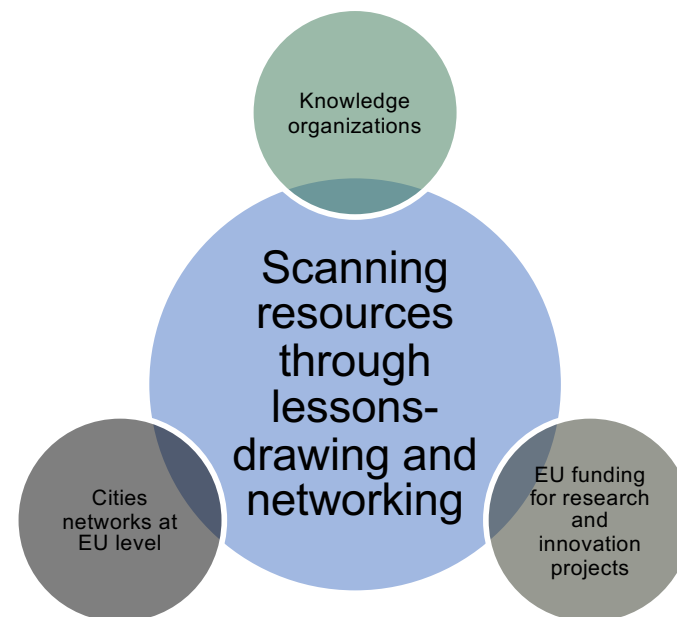 Knowledge
organizations
Scanning
resources
through
lessons-
drawing and
networking
Cities
networks at
EU level
EU funding
for research
and
innovation
projects